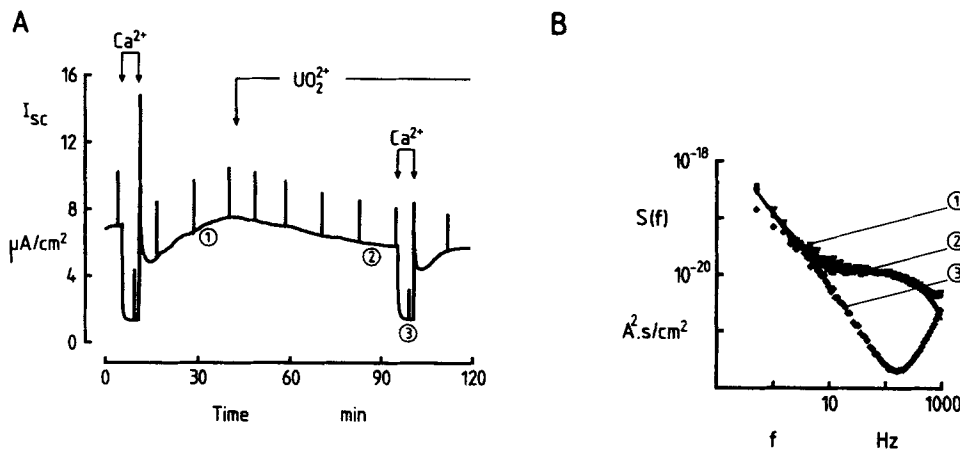 A
Ca²⁺
16
I_SC
12
8
μA/cm²
4
0
0
30
60
90
120
Time
min
UO₂²⁺
Ca²⁺
①
②
③
B
10⁻¹⁸
S(f)
10⁻²⁰
A².s/cm²
10
1000
f
Hz
①
②
③